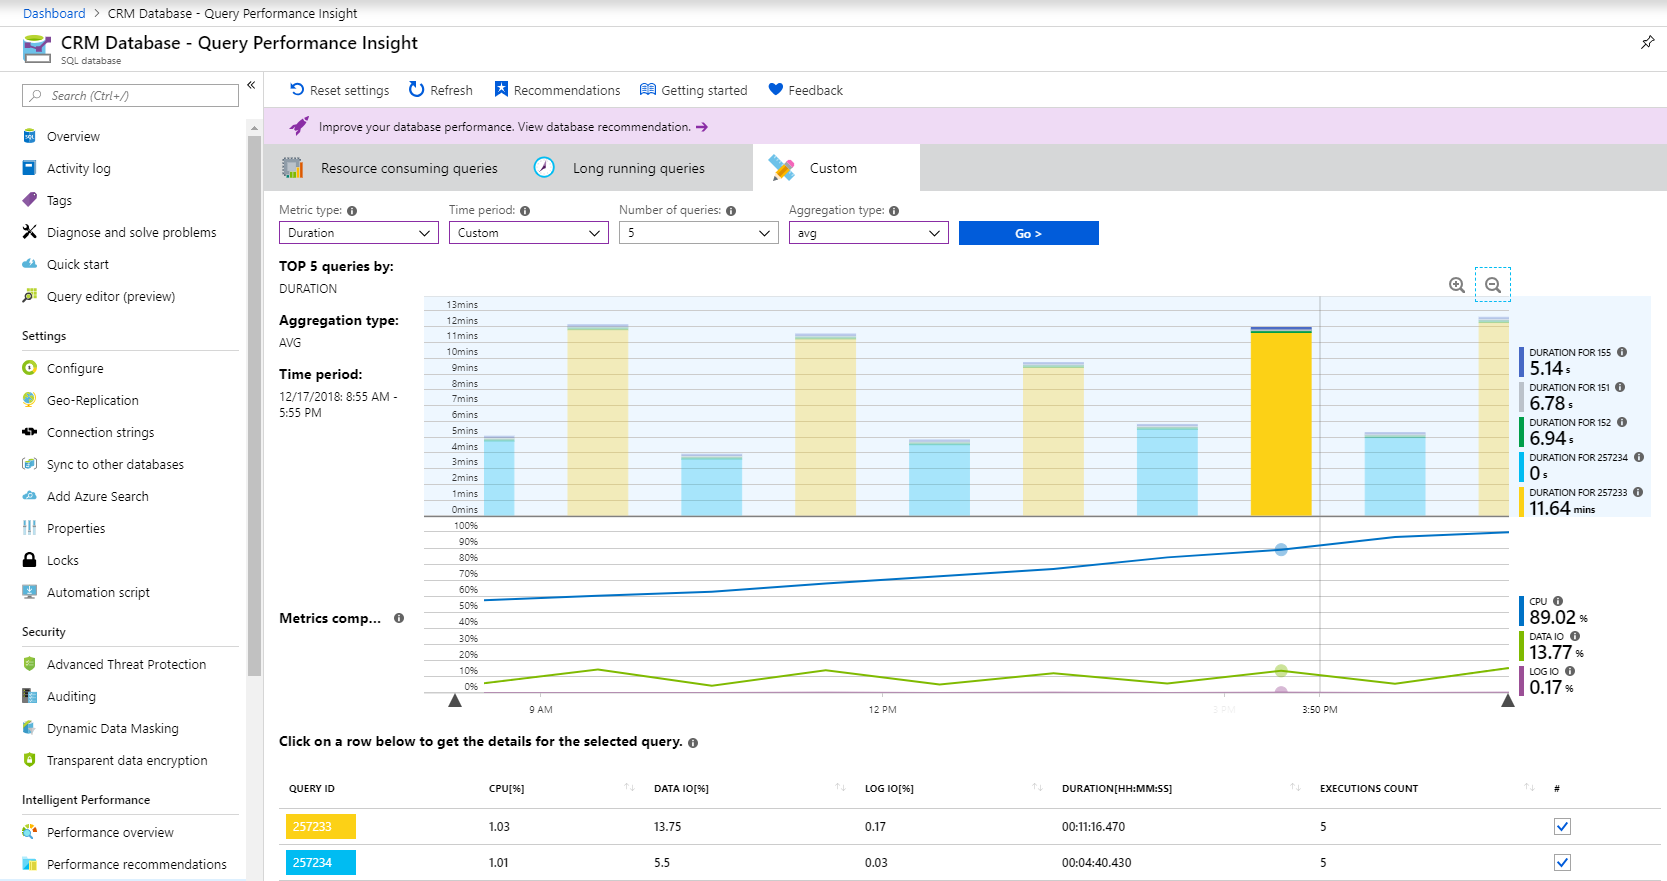 Dashboard > CRM Database - Query Performance Insight
CRM Database - Query Performance Insight
SQL database
Search (Ctrl+/)
«
Overview
Activity log
Tags
Diagnose and solve problems
Quick start
Query editor (preview)
Settings
Configure
Geo-Replication
Connection strings
Sync to other databases
Add Azure Search
Properties
Locks
Automation script
Security
Advanced Threat Protection
Auditing
Dynamic Data Masking
Transparent data encryption
Intelligent Performance
Performance overview
Performance recommendations
Reset settings Refresh Recommendations Getting started Feedback
Improve your database performance. View database recommendation. →
Resource consuming queries Long running queries Custom
Metric type: Time period: Number of queries: Aggregation type:
Duration Custom 5 avg Go >
TOP 5 queries by:
DURATION
Aggregation type:
AVG
Time period:
12/17/2018: 8:55 AM -
5:55 PM
13mins
12mins
11mins
10mins
9mins
8mins
7mins
6mins
5mins
4mins
3mins
2mins
1mins
0mins
DURATION FOR 155
5.14 s
DURATION FOR 151
6.78 s
DURATION FOR 152
6.94 s
DURATION FOR 257234
0 s
DURATION FOR 257233
11.64 mins
Metrics comp...
100%
90%
80%
70%
60%
50%
40%
30%
20%
10%
0%
CPU
89.02 %
DATA IO
13.77 %
LOG IO
0.17 %
9 AM 12 PM 3 PM 3:50 PM
Click on a row below to get the details for the selected query.
QUERY ID CPU[%] DATA IO[%] LOG IO[%] DURATION[HH:MM:SS] EXECUTIONS COUNT #
257233 1.03 13.75 0.17 00:11:16.470 5
257234 1.01 5.5 0.03 00:04:40.430 5